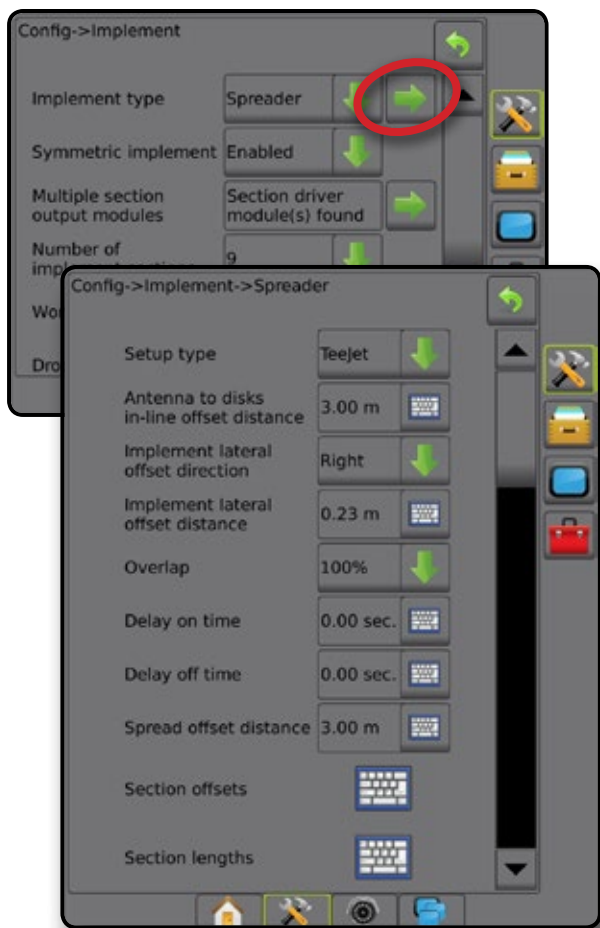 Config->Implement
Implement type
Spreader
Symmetric implement
Enabled
Multiple section
output modules
Section driver
module(s) found
Number of
9
Config->Implement->Spreader
Setup type
TeeJet
Antenna to disks
in-line offset distance
3.00 m
Implement lateral
offset direction
Right
Implement lateral
offset distance
0.23 m
Overlap
100%
Delay on time
0.00 sec.
Delay off time
0.00 sec.
Spread offset distance
3.00 m
Section offsets
Section lengths